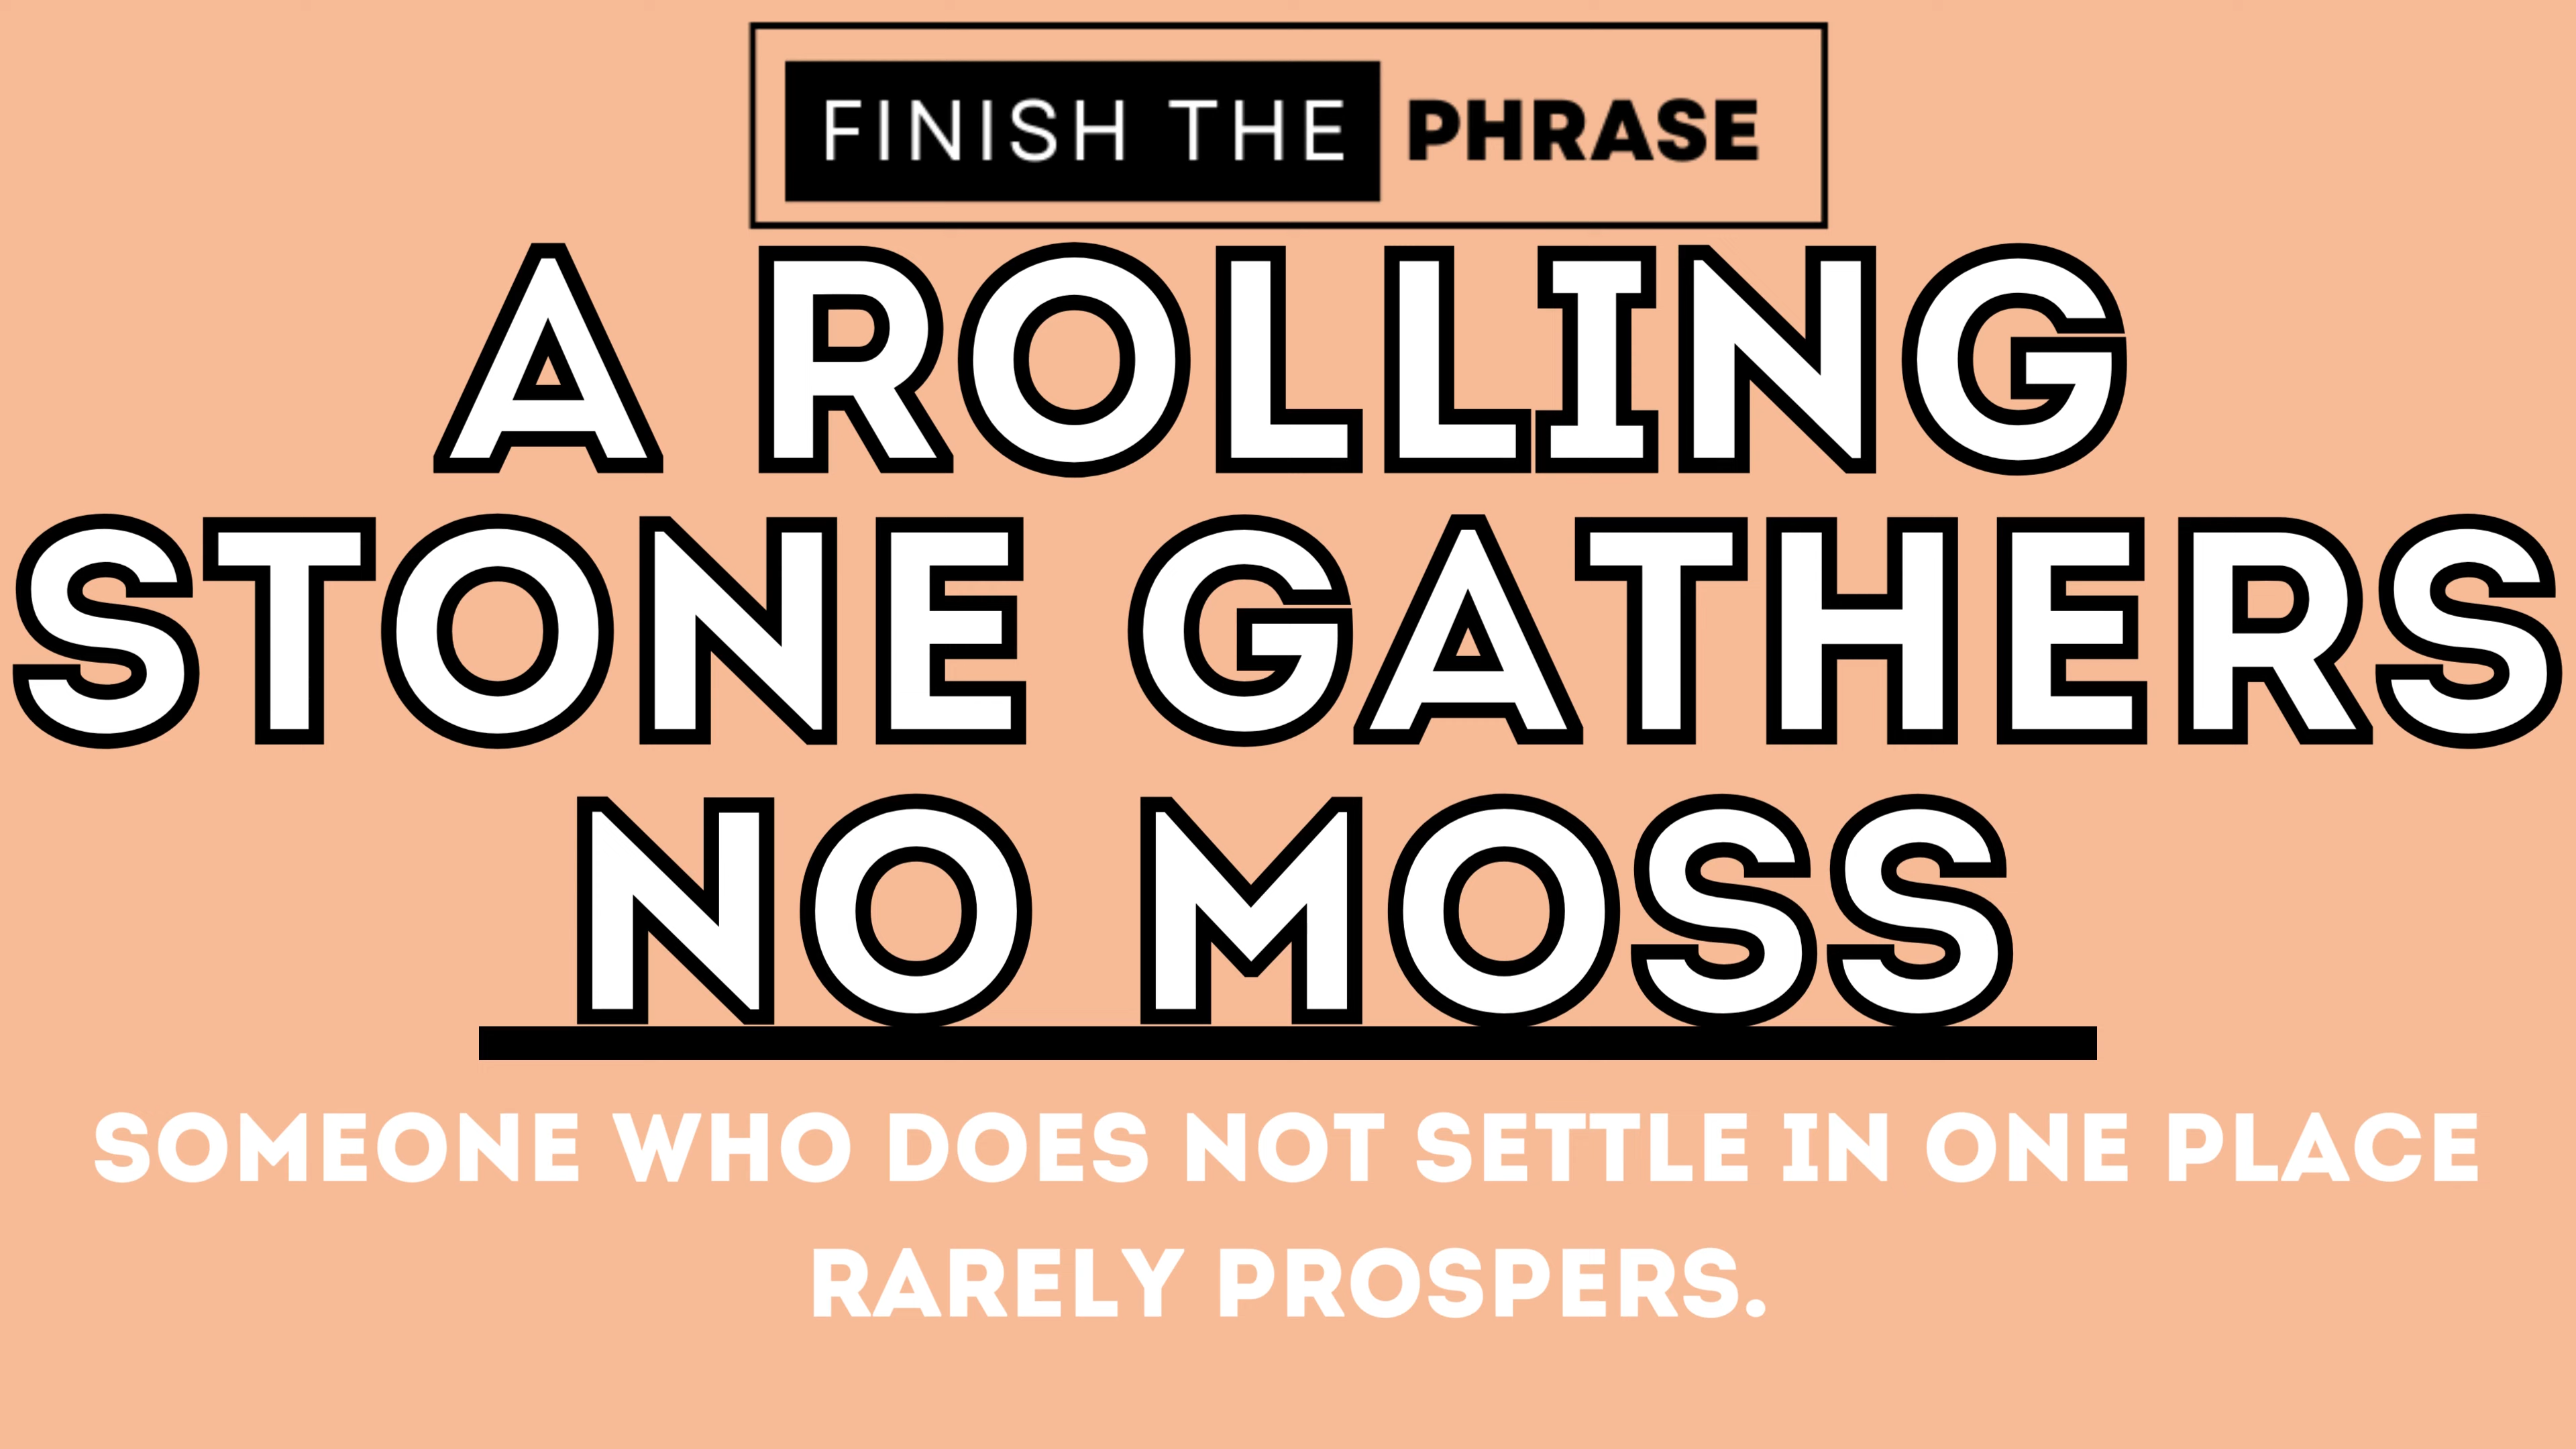 FINISH THE PHRASE
A ROLLING
STONE GATHERS
NO MOSS
SOMEONE WHO DOES NOT SETTLE IN ONE PLACE
RARELY PROSPERS.